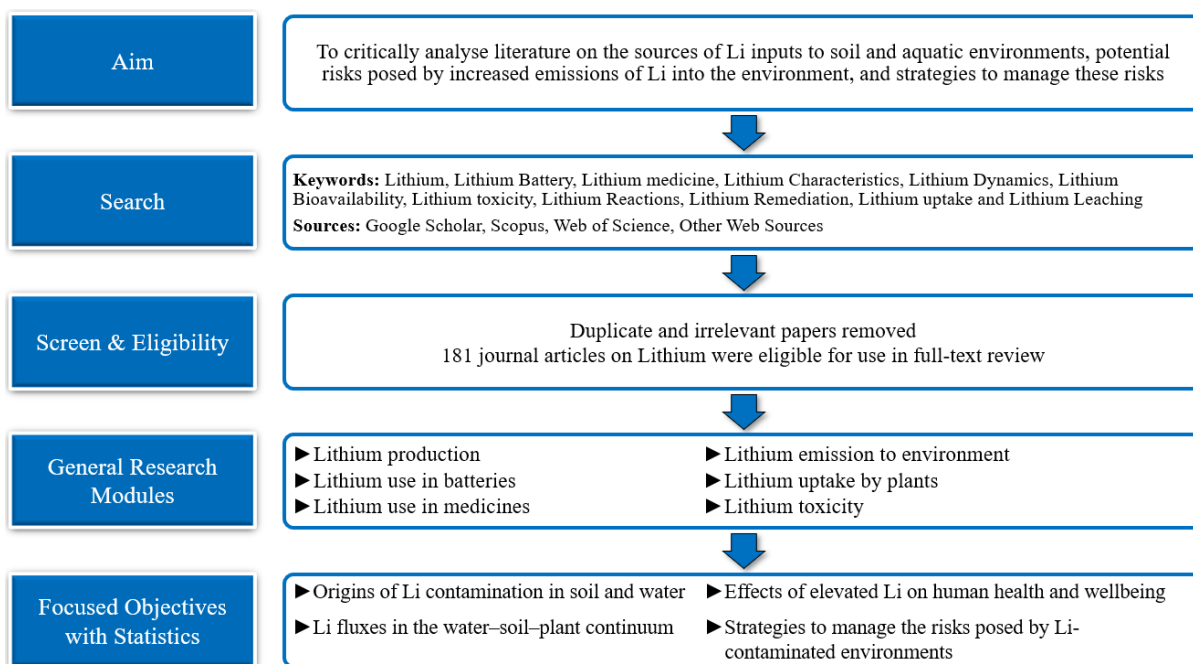 Aim
To critically analyse literature on the sources of Li inputs to soil and aquatic environments, potential
risks posed by increased emissions of Li into the environment, and strategies to manage these risks
Search
Keywords: Lithium, Lithium Battery, Lithium medicine, Lithium Characteristics, Lithium Dynamics, Lithium
Bioavailability, Lithium toxicity, Lithium Reactions, Lithium Remediation, Lithium uptake and Lithium Leaching
Sources: Google Scholar, Scopus, Web of Science, Other Web Sources
Screen & Eligibility
Duplicate and irrelevant papers removed
181 journal articles on Lithium were eligible for use in full-text review
General Research
Modules
►Lithium production
►Lithium use in batteries
►Lithium use in medicines
►Lithium emission to environment
►Lithium uptake by plants
►Lithium toxicity
Focused Objectives
with Statistics
►Origins of Li contamination in soil and water
►Li fluxes in the water–soil–plant continuum
►Effects of elevated Li on human health and wellbeing
►Strategies to manage the risks posed by Li-
contaminated environments